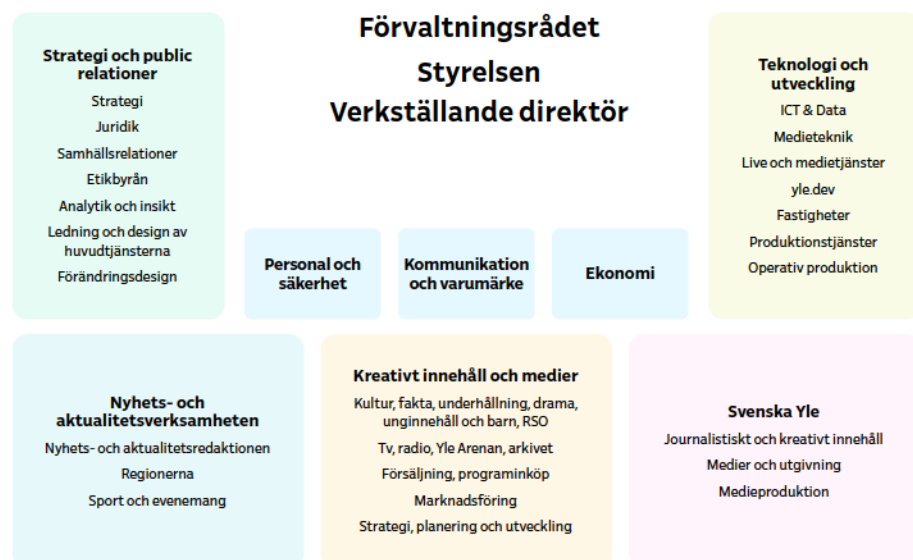 Förvaltningsrådet
Styrelsen
Verkställande direktör
Strategi och public
relationer
Strategi
Juridik
Samhällsrelationer
Etikbyrån
Analytik och insikt
Ledning och design av
huvudtjänsterna
Förändringsdesign
Personal och
säkerhet
Kommunikation
och varumärke
Ekonomi
Teknologi och
utveckling
ICT & Data
Medieteknik
Live och medietjänster
yle.dev
Fastigheter
Produktionstjänster
Operativ produktion
Nyhets- och
aktualitetsverksamheten
Nyhets- och aktualitetsredaktionen
Regionerna
Sport och evenemang
Kreativt innehåll och medier
Kultur, fakta, underhållning, drama,
unginnehåll och barn, RSO
Tv, radio, Yle Arenan, arkivet
Försäljning, programinköp
Marknadsföring
Strategi, planering och utveckling
Svenska Yle
Journalistiskt och kreativt innehåll
Medier och utgivning
Medieproduktion